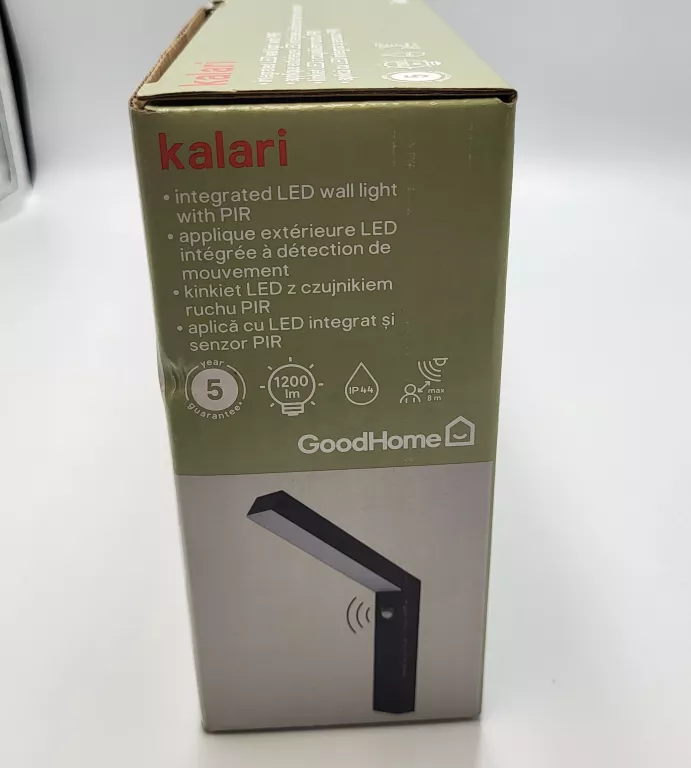 kalari
kalari
• integrated LED wall light
with PIR
• applique extérieure LED
intégrée à détection de
mouvement
• kinkiet LED z czujnikiem
ruchu PIR
• aplică cu LED integrat și
senzor PIR
year
5
guarantee
1200
lm
IP44
max
8 m
GoodHome